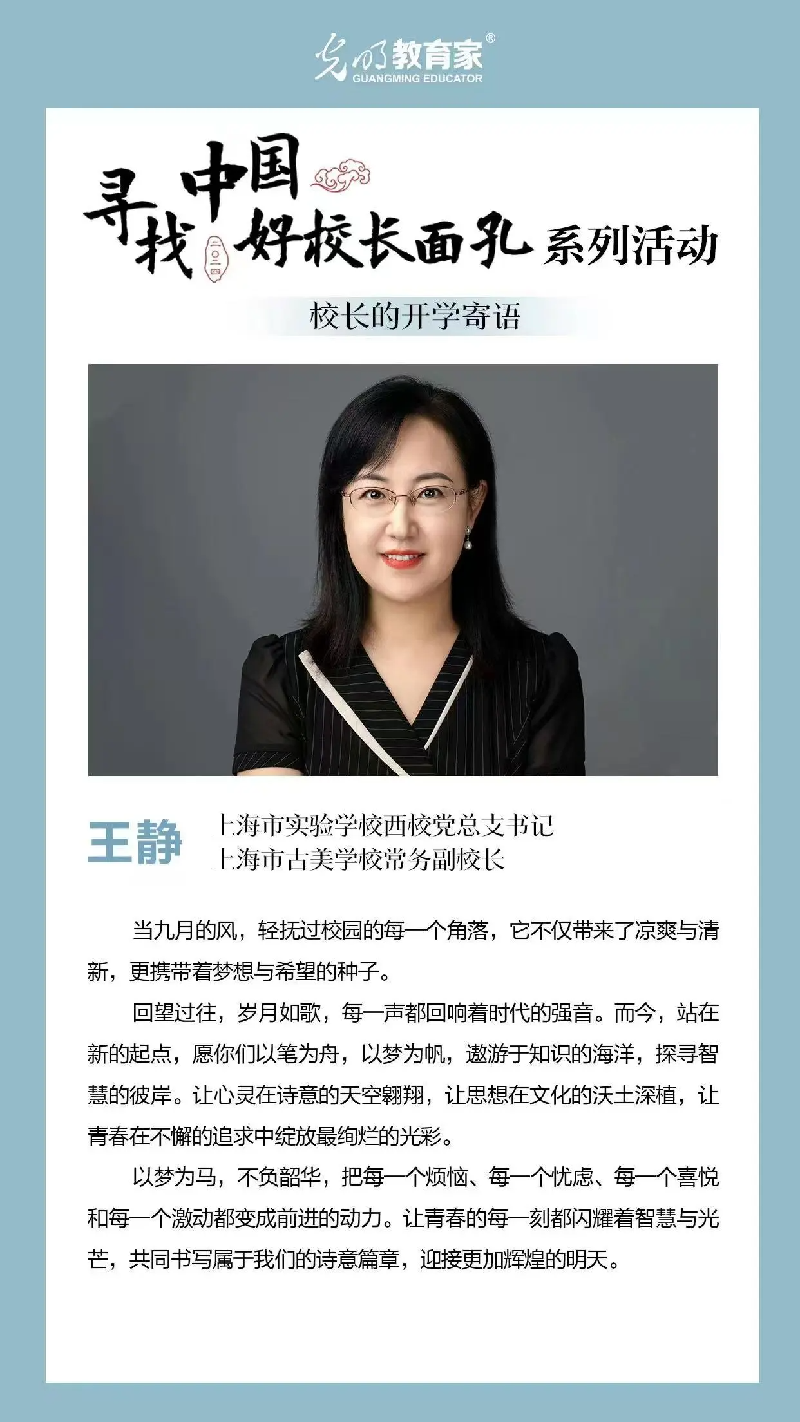 光明教育家®
GUANGMING EDUCATOR
寻找中国好校长面孔系列活动
二〇二四
校长的开学寄语
王静
上海市实验学校西校党总支书记
上海市古美学校常务副校长
当九月的风，轻抚过校园的每一个角落，它不仅带来了凉爽与清
新，更携带着梦想与希望的种子。
回望过往，岁月如歌，每一声都回响着时代的强音。而今，站在
新的起点，愿你们以笔为舟，以梦为帆，遨游于知识的海洋，探寻智
慧的彼岸。让心灵在诗意的天空翱翔，让思想在文化的沃土深植，让
青春在不懈的追求中绽放最绚烂的光彩。
以梦为马，不负韶华，把每一个烦恼、每一个忧虑、每一个喜悦
和每一个激动都变成前进的动力。让青春的每一刻都闪耀着智慧与光
芒，共同书写属于我们的诗意篇章，迎接更加辉煌的明天。